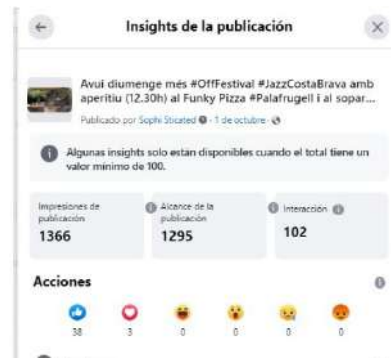 Insights de la publicación
Avui diumenge més #OffFestival #JazzCostaBrava amb
aperitiu (12.30h) al Funky Pizza #Palafrugell i al sopar...
Publicado por Sophi Sticated · 1 de octubre ·
Algunas insights solo están disponibles cuando el total tiene un
valor mínimo de 100.
Impresiones de
publicación
1366
Alcance de la
publicación
1295
Interacción
102
Acciones
38 3 0 0 0 0